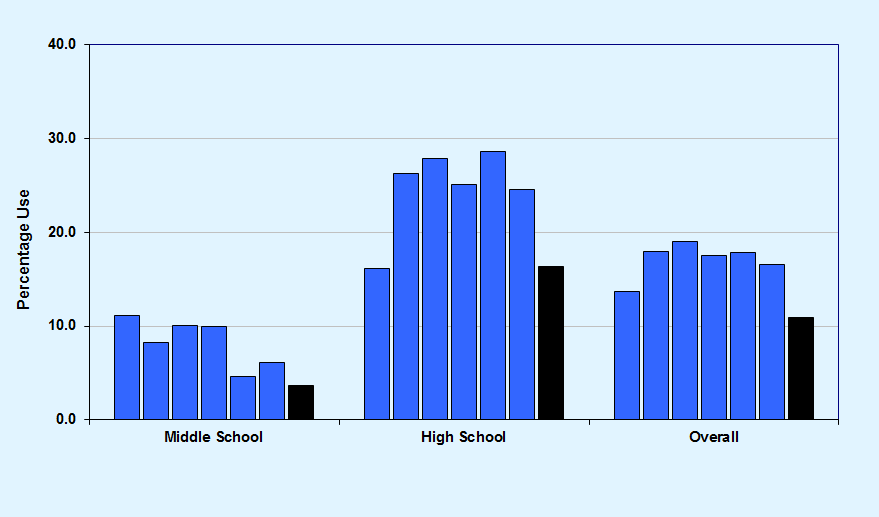 40.0
30.0
20.0
10.0
0.0
Percentage Use
Middle School
High School
Overall